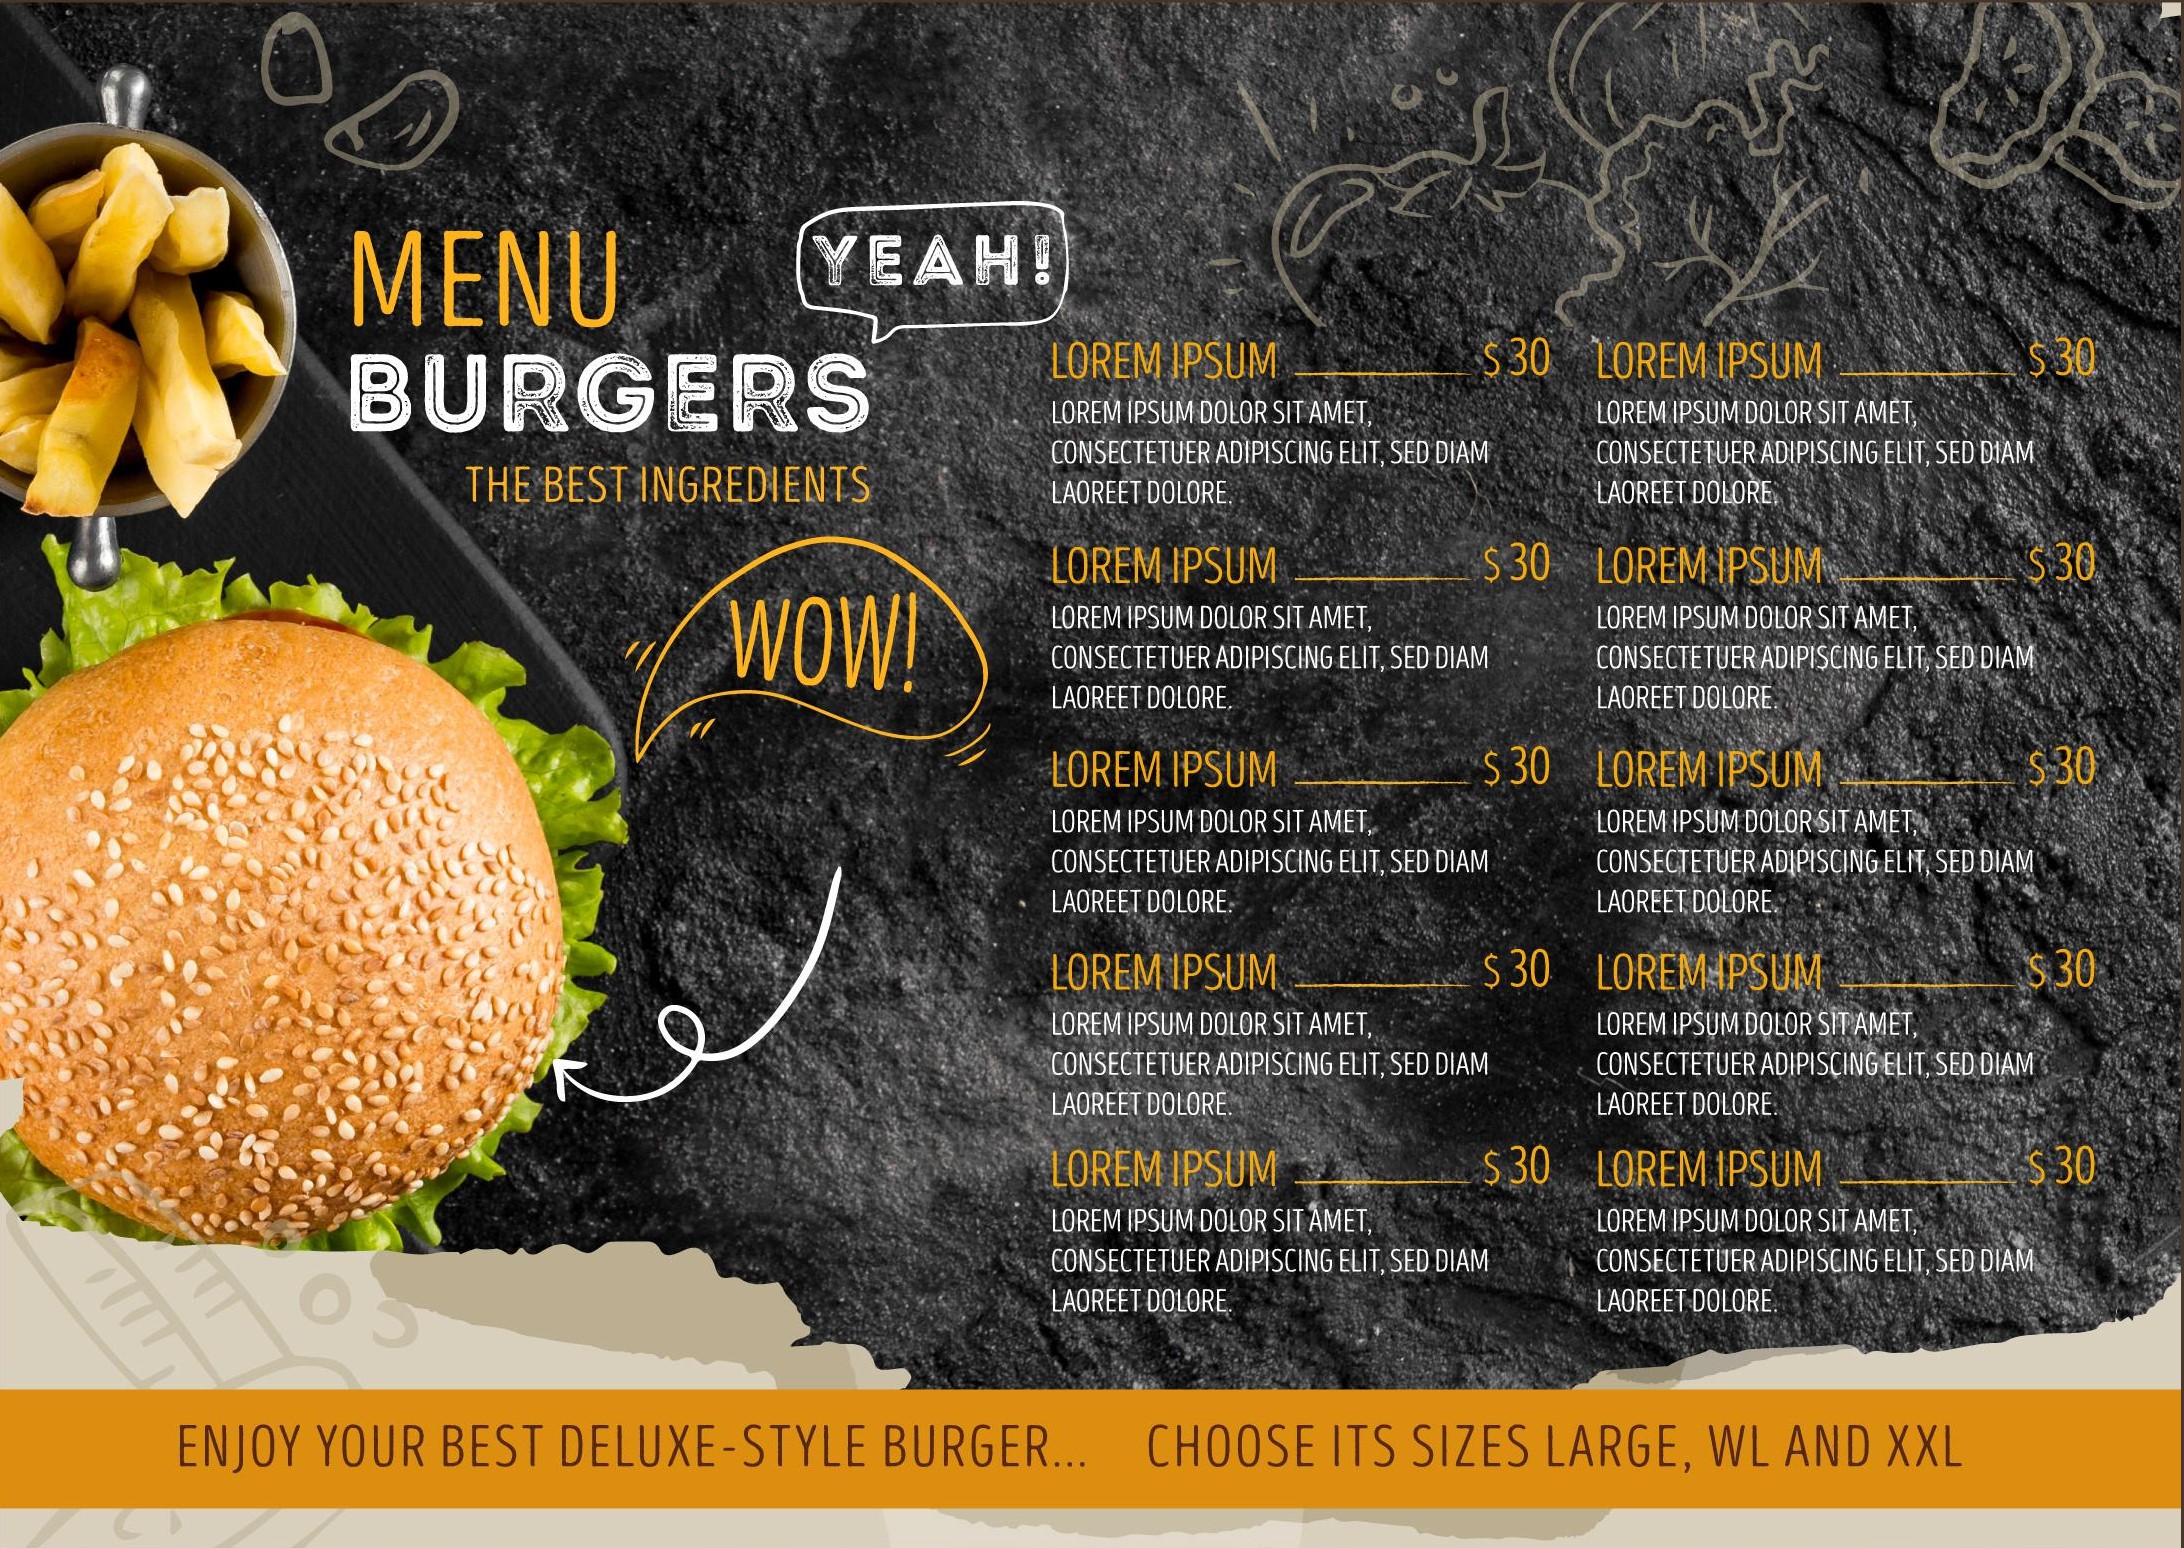 MENU
BURGERS
THE BEST INGREDIENTS
YEAH!
WOW!
LOREM IPSUM $ 30
LOREM IPSUM DOLOR SIT AMET,
CONSECTETUER ADIPISCING ELIT, SED DIAM
LAOREET DOLORE.
LOREM IPSUM $ 30
LOREM IPSUM DOLOR SIT AMET,
CONSECTETUER ADIPISCING ELIT, SED DIAM
LAOREET DOLORE.
LOREM IPSUM $ 30
LOREM IPSUM DOLOR SIT AMET,
CONSECTETUER ADIPISCING ELIT, SED DIAM
LAOREET DOLORE.
LOREM IPSUM $ 30
LOREM IPSUM DOLOR SIT AMET,
CONSECTETUER ADIPISCING ELIT, SED DIAM
LAOREET DOLORE.
LOREM IPSUM $ 30
LOREM IPSUM DOLOR SIT AMET,
CONSECTETUER ADIPISCING ELIT, SED DIAM
LAOREET DOLORE.
LOREM IPSUM $ 30
LOREM IPSUM DOLOR SIT AMET,
CONSECTETUER ADIPISCING ELIT, SED DIAM
LAOREET DOLORE.
LOREM IPSUM $ 30
LOREM IPSUM DOLOR SIT AMET,
CONSECTETUER ADIPISCING ELIT, SED DIAM
LAOREET DOLORE.
LOREM IPSUM $ 30
LOREM IPSUM DOLOR SIT AMET,
CONSECTETUER ADIPISCING ELIT, SED DIAM
LAOREET DOLORE.
LOREM IPSUM $ 30
LOREM IPSUM DOLOR SIT AMET,
CONSECTETUER ADIPISCING ELIT, SED DIAM
LAOREET DOLORE.
LOREM IPSUM $ 30
LOREM IPSUM DOLOR SIT AMET,
CONSECTETUER ADIPISCING ELIT, SED DIAM
LAOREET DOLORE.
ENJOY YOUR BEST DELUXE-STYLE BURGER... CHOOSE ITS SIZES LARGE, WL AND XXL